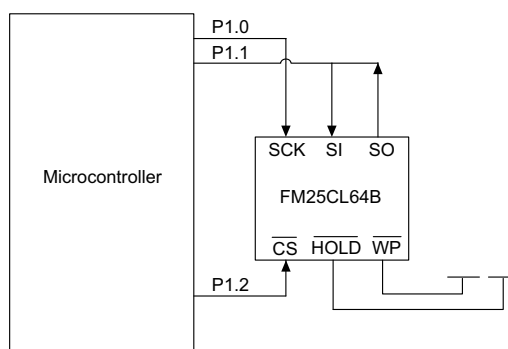 P1.0
P1.1
SCK SI SO
Microcontroller
FM25CL64B
CS HOLD WP
P1.2